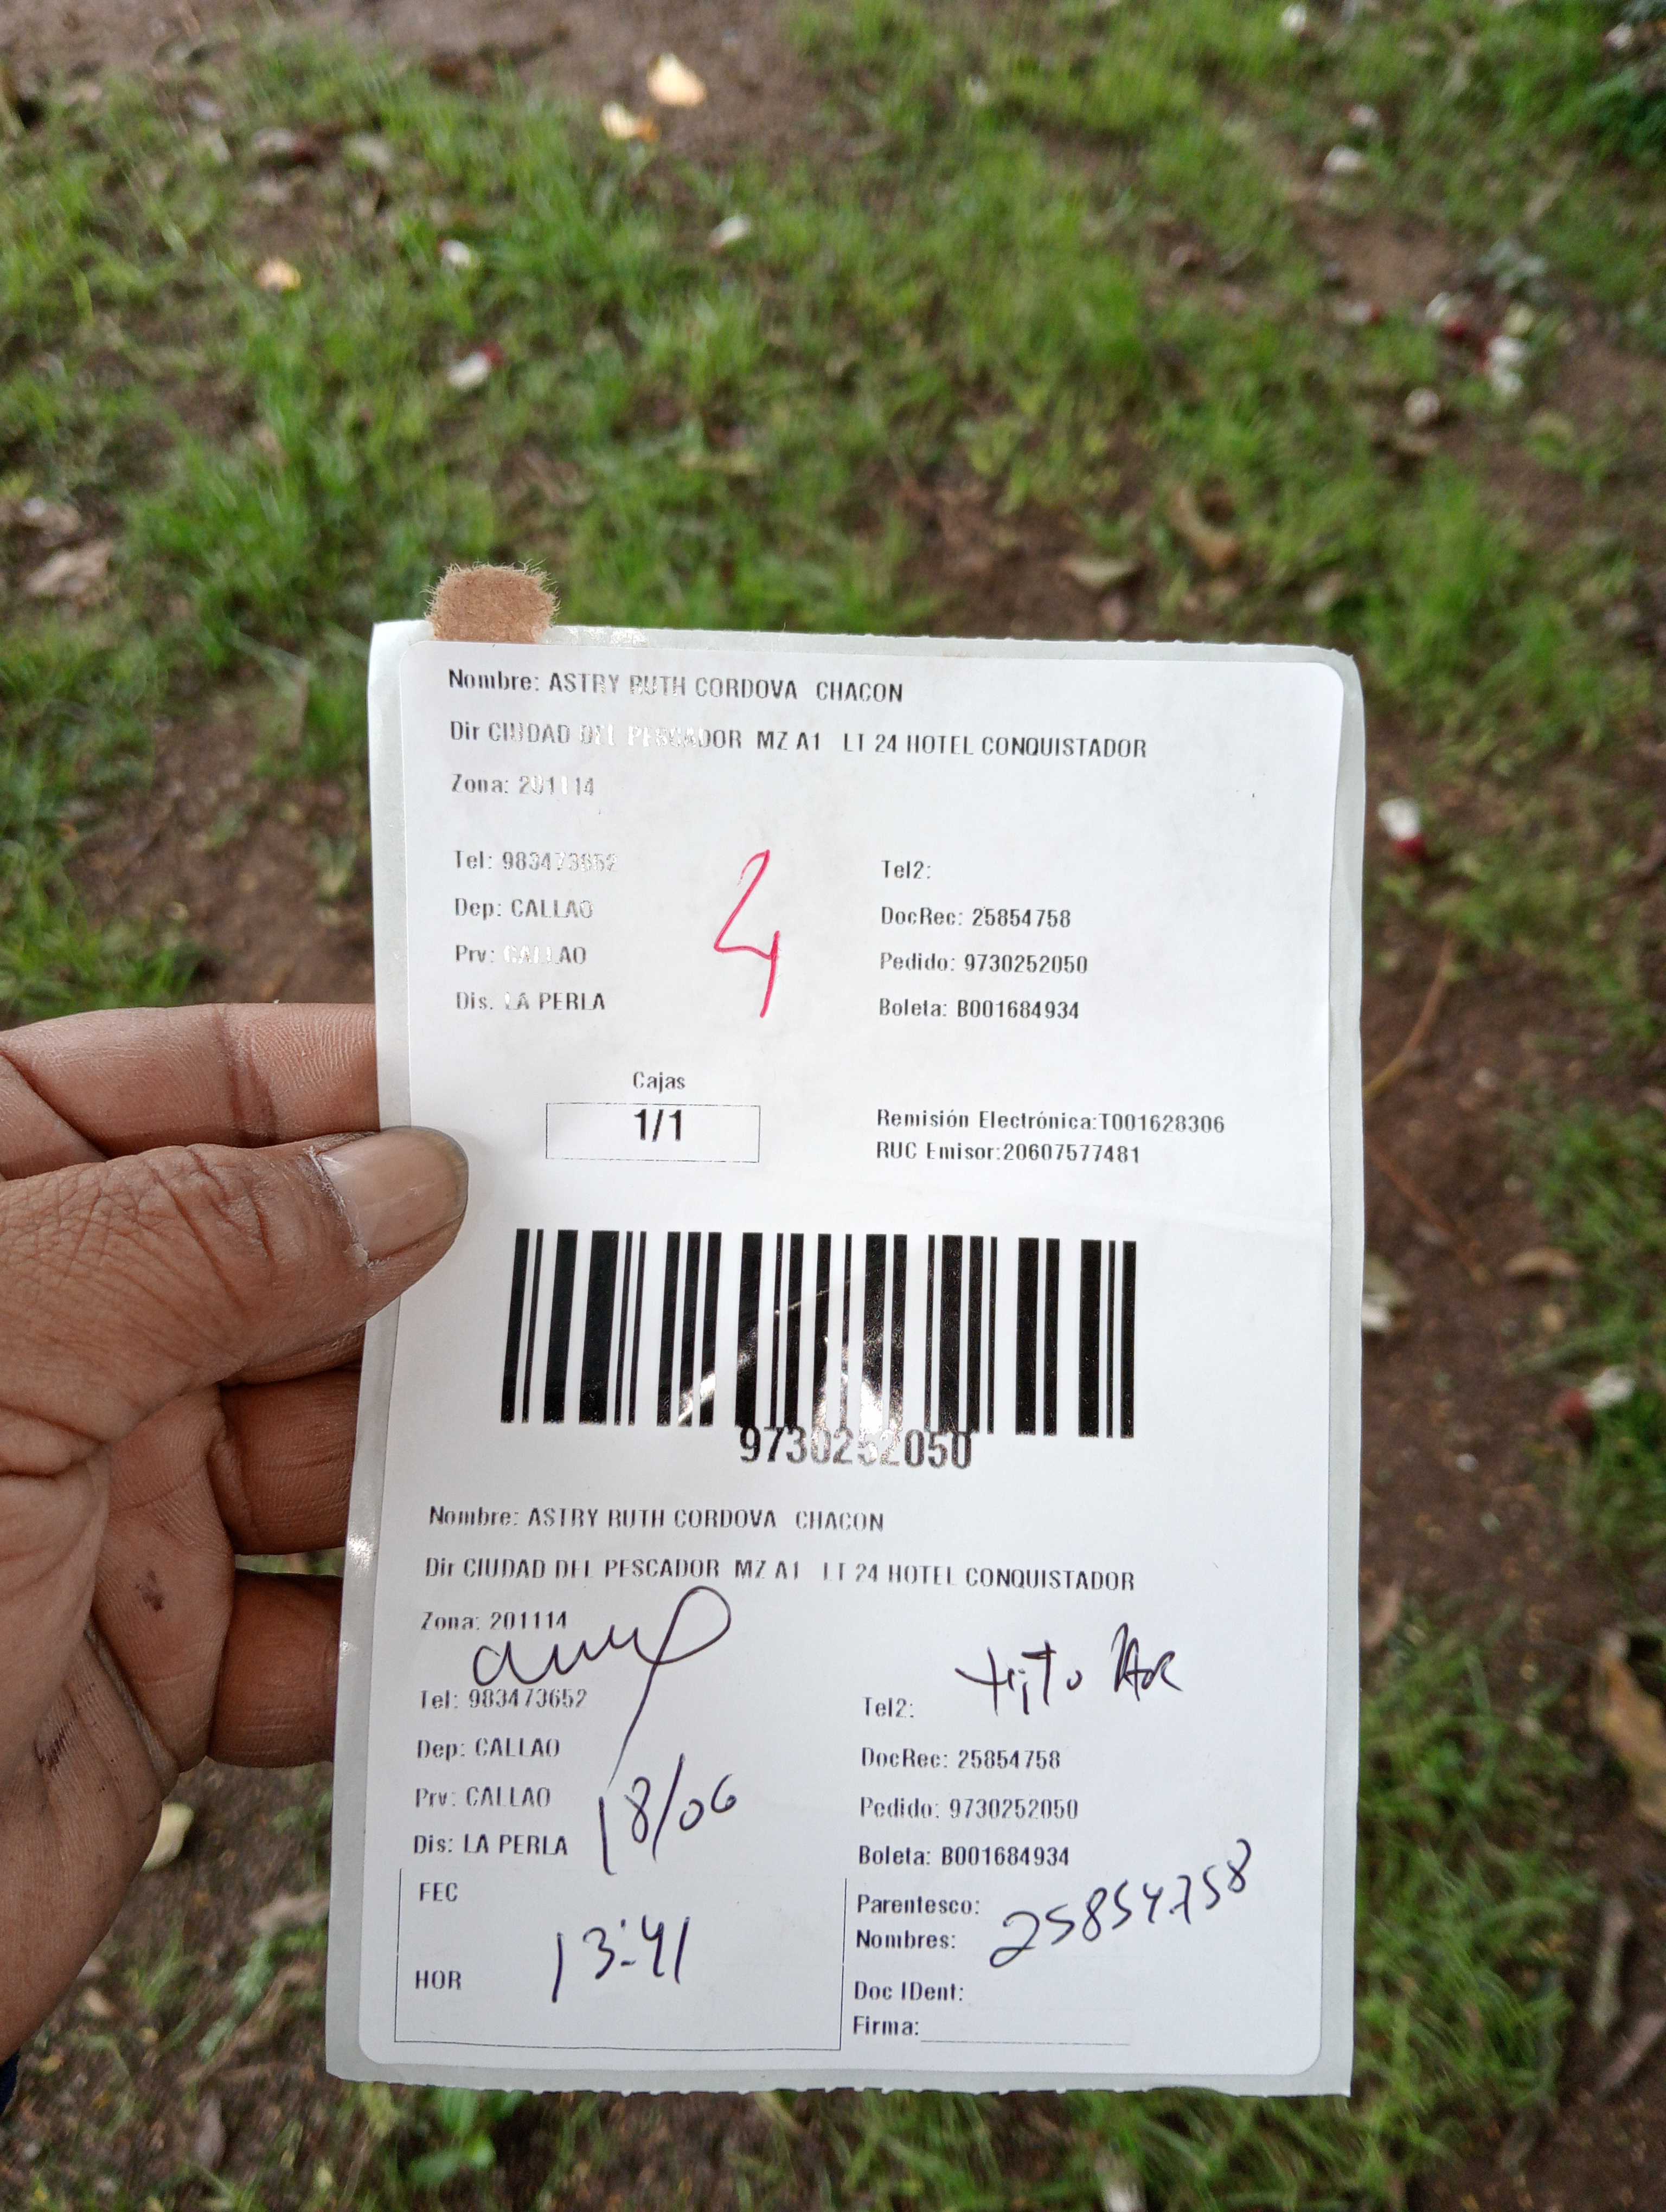 Nombre: ASTRY RUTH CORDOVA CHACON
Dir CIUDAD DEL PESCADOR MZ A1 LT 24 HOTEL CONQUISTADOR
Zona: 201114
4
Tel: 983473652
Tel2:
Dep: CALLAO
DocRec: 25854758
Prv: CALLAO
Pedido: 9730252050
Dis. LA PERLA
Boleta: B001684934
Cajas
1/1
Remisión Electrónica:T001628306
RUC Emisor:20607577481
9730252050
Nombre: ASTRY RUTH CORDOVA CHACON
Dir CIUDAD DEL PESCADOR MZ A1 LT 24 HOTEL CONQUISTADOR
Zona: 201114
Tel: 983473652
Tel2:
Dep: CALLAO
DocRec: 25854758
Prv: CALLAO
18/06
Pedido: 9730252050
Dis: LA PERLA
Boleta: B001684934
FEC
Parentesco:
25854758
Nombres:
HOR
13:41
Doc IDent:
Firma: